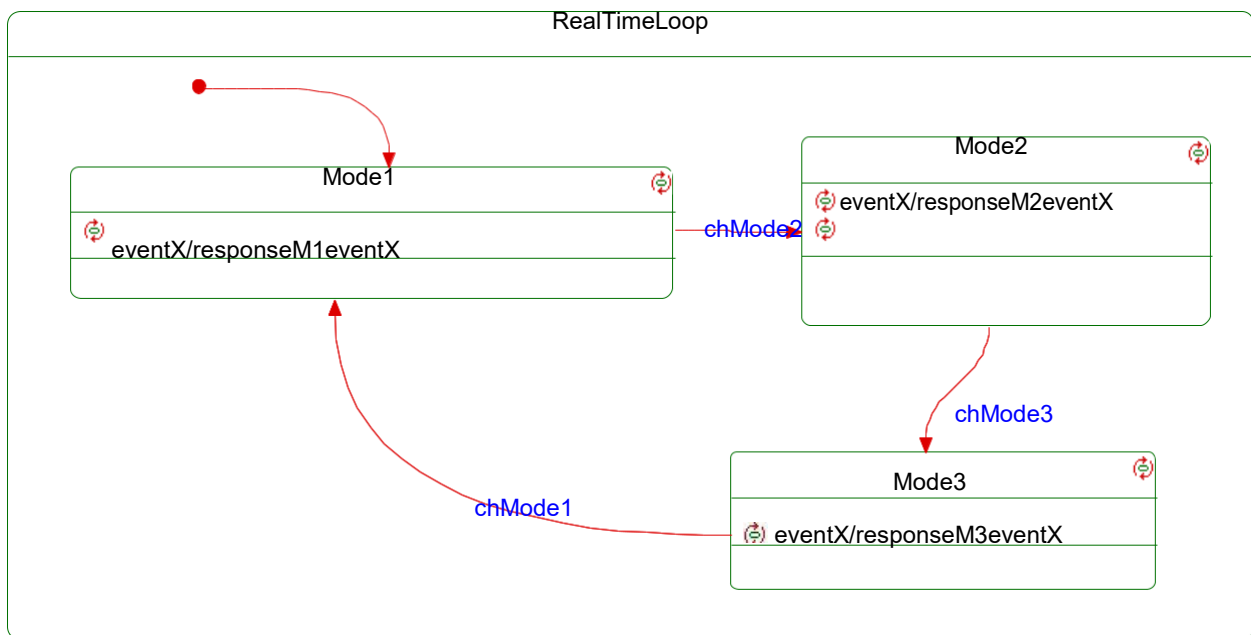 RealTimeLoop
Mode1
eventX/responseM1eventX
chMode2
Mode2
eventX/responseM2eventX
chMode3
Mode3
eventX/responseM3eventX
chMode1